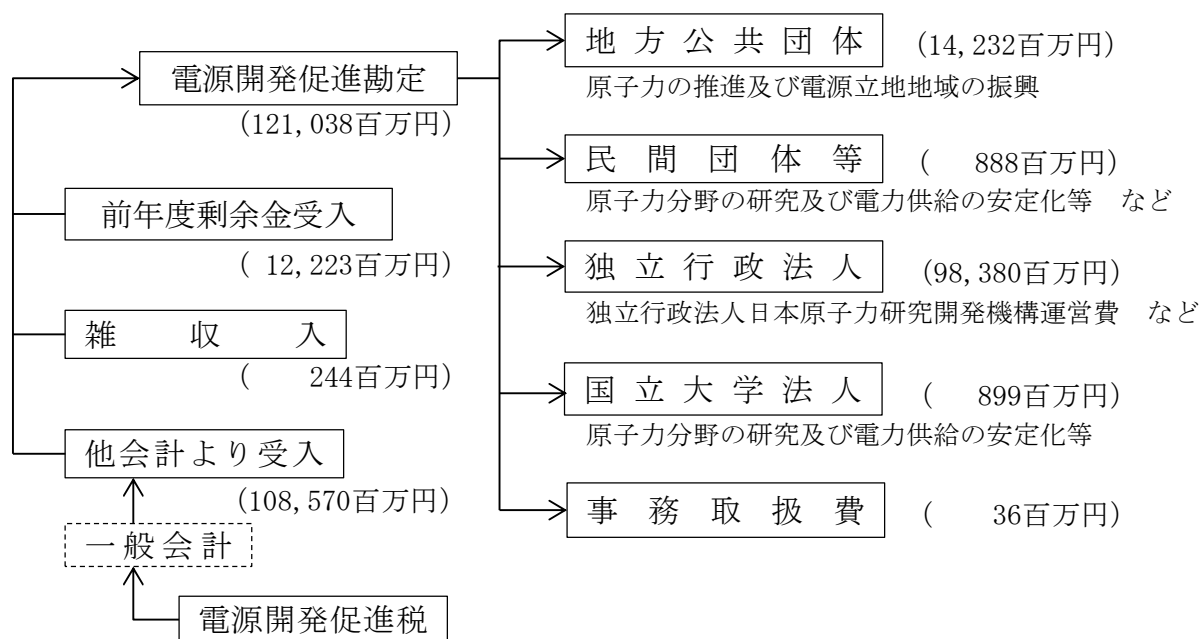 電源開発促進勘定
(121,038百万円)
前年度剰余金受入
( 12,223百万円)
雑収入
( 244百万円)
他会計より受入
(108,570百万円)
一般会計
電源開発促進税
地方公共団体 (14,232百万円)
原子力の推進及び電源立地地域の振興
民間団体等 ( 888百万円)
原子力分野の研究及び電力供給の安定化等 など
独立行政法人 (98,380百万円)
独立行政法人日本原子力研究開発機構運営費 など
国立大学法人 ( 899百万円)
原子力分野の研究及び電力供給の安定化等
事務取扱費 ( 36百万円)